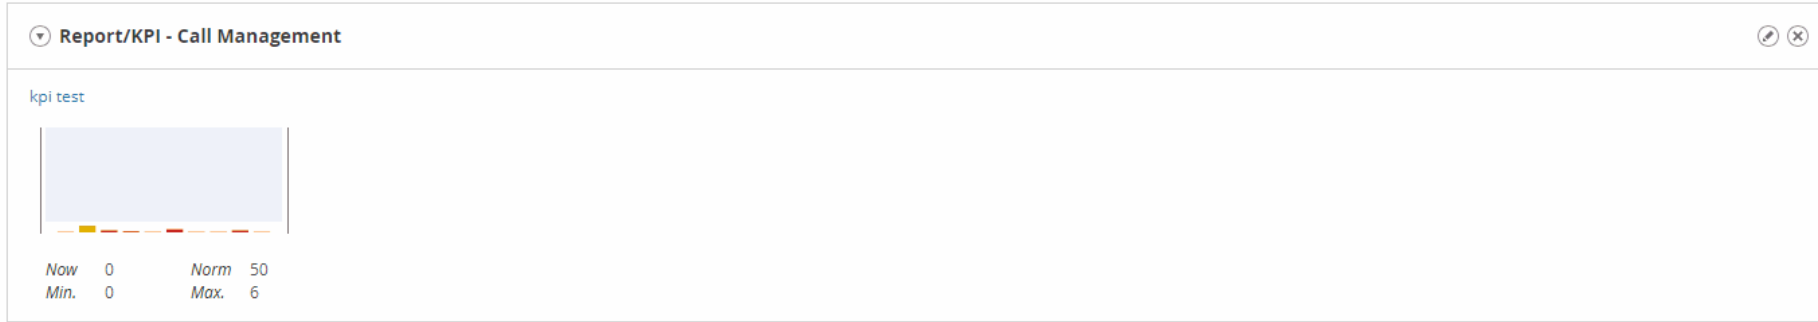 Report/KPI - Call Management
kpi test
Now 0 Norm 50
Min. 0 Max. 6